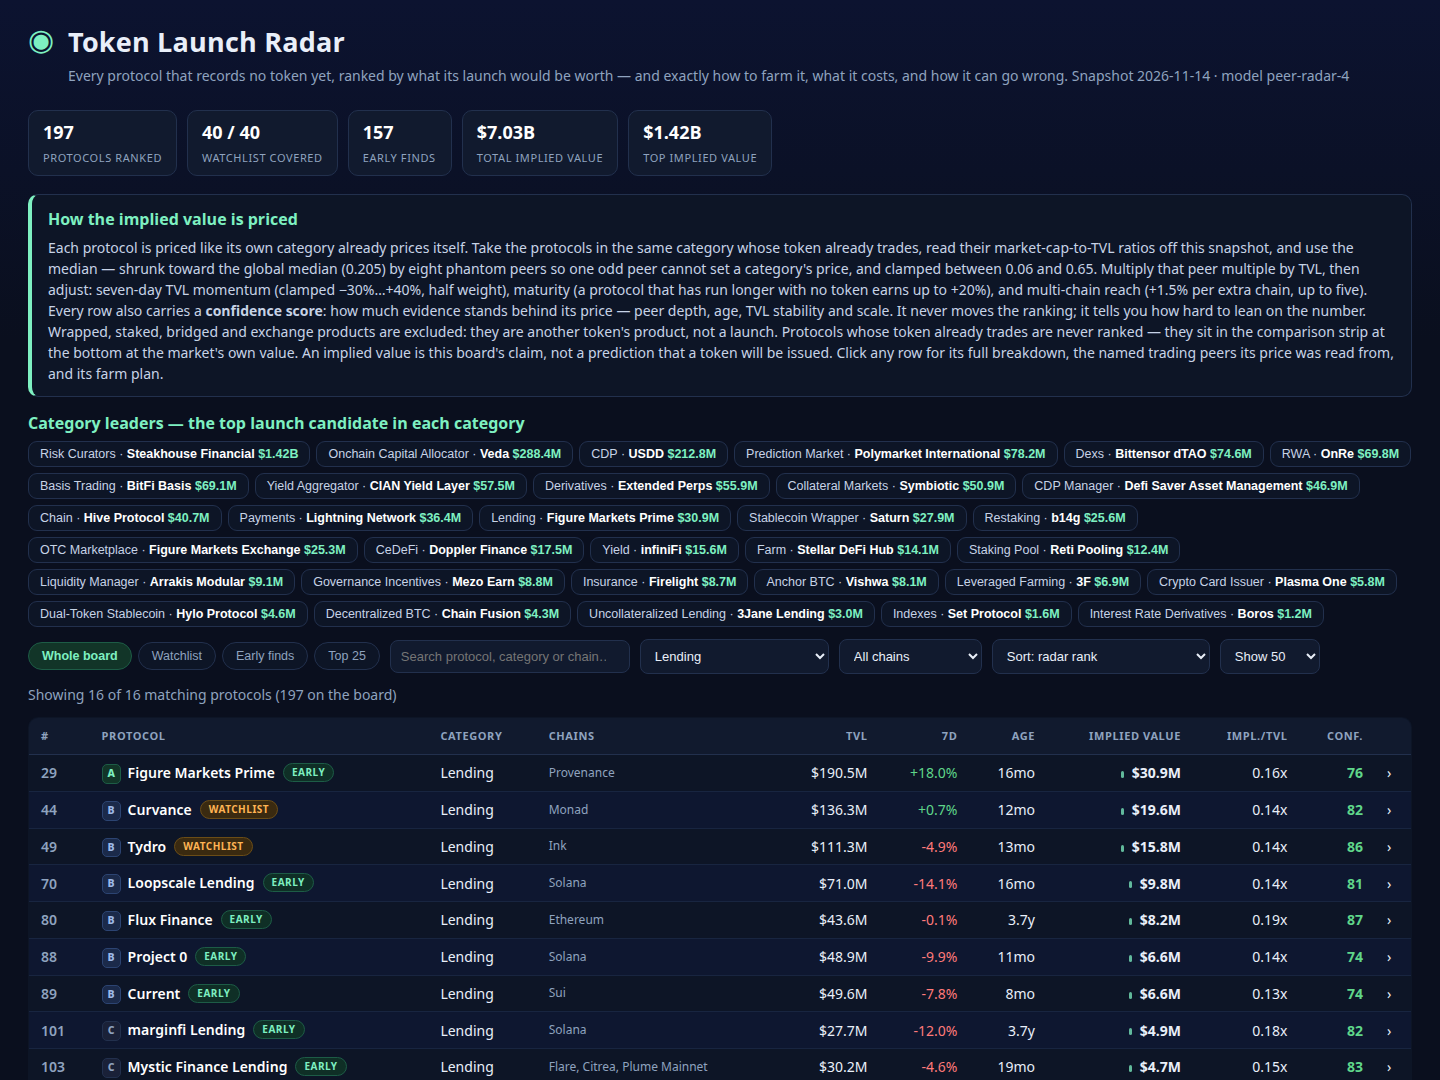 Token Launch Radar
Every protocol that records no token yet, ranked by what its launch would be worth — and exactly how to farm it, what it costs, and how it can go wrong. Snapshot 2026-11-14 · model peer-radar-4
197
PROTOCOLS RANKED
40 / 40
WATCHLIST COVERED
157
EARLY FINDS
$7.03B
TOTAL IMPLIED VALUE
$1.42B
TOP IMPLIED VALUE
How the implied value is priced
Each protocol is priced like its own category already prices itself. Take the protocols in the same category whose token already trades, read their market-cap-to-TVL ratios off this snapshot, and use the
median — shrunk toward the global median (0.205) by eight phantom peers so one odd peer cannot set a category's price, and clamped between 0.06 and 0.65. Multiply that peer multiple by TVL, then
adjust: seven-day TVL momentum (clamped −30%…+40%, half weight), maturity (a protocol that has run longer with no token earns up to +20%), and multi-chain reach (+1.5% per extra chain, up to five).
Every row also carries a confidence score: how much evidence stands behind its price — peer depth, age, TVL stability and scale. It never moves the ranking; it tells you how hard to lean on the number.
Wrapped, staked, bridged and exchange products are excluded: they are another token's product, not a launch. Protocols whose token already trades are never ranked — they sit in the comparison strip at
the bottom at the market's own value. An implied value is this board's claim, not a prediction that a token will be issued. Click any row for its full breakdown, the named trading peers its price was read from,
and its farm plan.
Category leaders — the top launch candidate in each category
Risk Curators · Steakhouse Financial $1.42B
Onchain Capital Allocator · Veda $288.4M
CDP · USDD $212.8M
Prediction Market · Polymarket International $78.2M
Dexs · Bittensor dTAO $74.6M
RWA · OnRe $69.8M
Basis Trading · BitFi Basis $69.1M
Yield Aggregator · CIAN Yield Layer $57.5M
Derivatives · Extended Perps $55.9M
Collateral Markets · Symbiotic $50.9M
CDP Manager · Defi Saver Asset Management $46.9M
Chain · Hive Protocol $40.7M
Payments · Lightning Network $36.4M
Lending · Figure Markets Prime $30.9M
Stablecoin Wrapper · Saturn $27.9M
Restaking · b14g $25.6M
OTC Marketplace · Figure Markets Exchange $25.3M
CeDeFi · Doppler Finance $17.5M
Yield · infiniFi $15.6M
Farm · Stellar DeFi Hub $14.1M
Staking Pool · Reti Pooling $12.4M
Liquidity Manager · Arrakis Modular $9.1M
Governance Incentives · Mezo Earn $8.8M
Insurance · Firelight $8.7M
Anchor BTC · Vishwa $8.1M
Leveraged Farming · 3F $6.9M
Crypto Card Issuer · Plasma One $5.8M
Dual-Token Stablecoin · Hylo Protocol $4.6M
Decentralized BTC · Chain Fusion $4.3M
Uncollateralized Lending · 3Jane Lending $3.0M
Indexes · Set Protocol $1.6M
Interest Rate Derivatives · Boros $1.2M
Whole board
Watchlist
Early finds
Top 25
Search protocol, category or chain..
Lending
All chains
Sort: radar rank
Show 50
Showing 16 of 16 matching protocols (197 on the board)
# PROTOCOL CATEGORY CHAINS TVL 7D AGE IMPLIED VALUE IMPL./TVL CONF.
29 A Figure Markets Prime EARLY Lending Provenance $190.5M +18.0% 16mo $30.9M 0.16x 76 ›
44 B Curvance WATCHLIST Lending Monad $136.3M +0.7% 12mo $19.6M 0.14x 82 ›
49 B Tydro WATCHLIST Lending Ink $111.3M -4.9% 13mo $15.8M 0.14x 86 ›
70 B Loopscale Lending EARLY Lending Solana $71.0M -14.1% 16mo $9.8M 0.14x 81 ›
80 B Flux Finance EARLY Lending Ethereum $43.6M -0.1% 3.7y $8.2M 0.19x 87 ›
88 B Project 0 EARLY Lending Solana $48.9M -9.9% 11mo $6.6M 0.14x 74 ›
89 B Current EARLY Lending Sui $49.6M -7.8% 8mo $6.6M 0.13x 74 ›
101 C marginfi Lending EARLY Lending Solana $27.7M -12.0% 3.7y $4.9M 0.18x 82 ›
103 C Mystic Finance Lending EARLY Lending Flare, Citrea, Plume Mainnet $30.2M -4.6% 19mo $4.7M 0.15x 83 ›